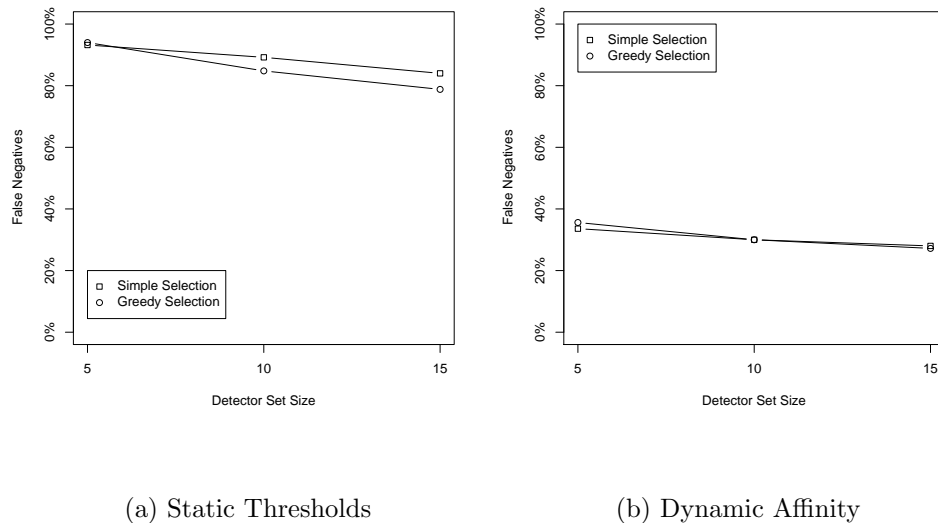 100%
80%
60%
40%
20%
0%
False Negatives
Simple Selection
Greedy Selection
5
10
15
Detector Set Size
(a) Static Thresholds
100%
80%
60%
40%
20%
0%
False Negatives
Simple Selection
Greedy Selection
5
10
15
Detector Set Size
(b) Dynamic Affinity